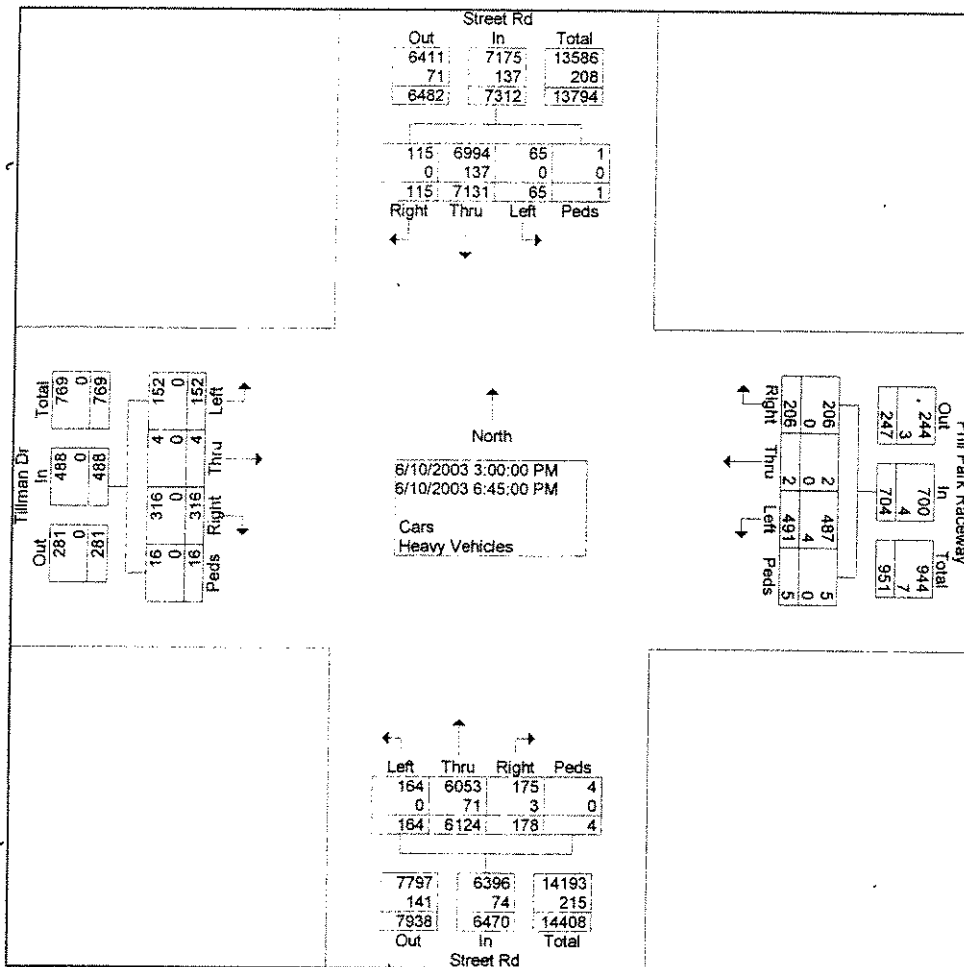 Street Rd
Out In Total
6411 7175 13586
71 137 208
6482 7312 13794
115 6994 65 1
0 137 0 0
115 7131 65 1
Right Thru Left Peds
Tillman Dr
Out In Total
281 488 769
0 0 0
281 488 769
Left Thru Right Peds
152 4 316 16
0 0 0 0
152 4 316 16
North
6/10/2003 3:00:00 PM
6/10/2003 6:45:00 PM
Cars
Heavy Vehicles
Park Raceway
Out In Total
244 700 944
3 4 7
247 704 951
206 2 487 5
0 0 4 0
206 2 491 5
Right Thru Left Peds
Left Thru Right Peds
164 6053 175 4
0 71 3 0
164 6124 178 4
7797 6396 14193
141 74 215
7938 6470 14408
Out In Total
Street Rd